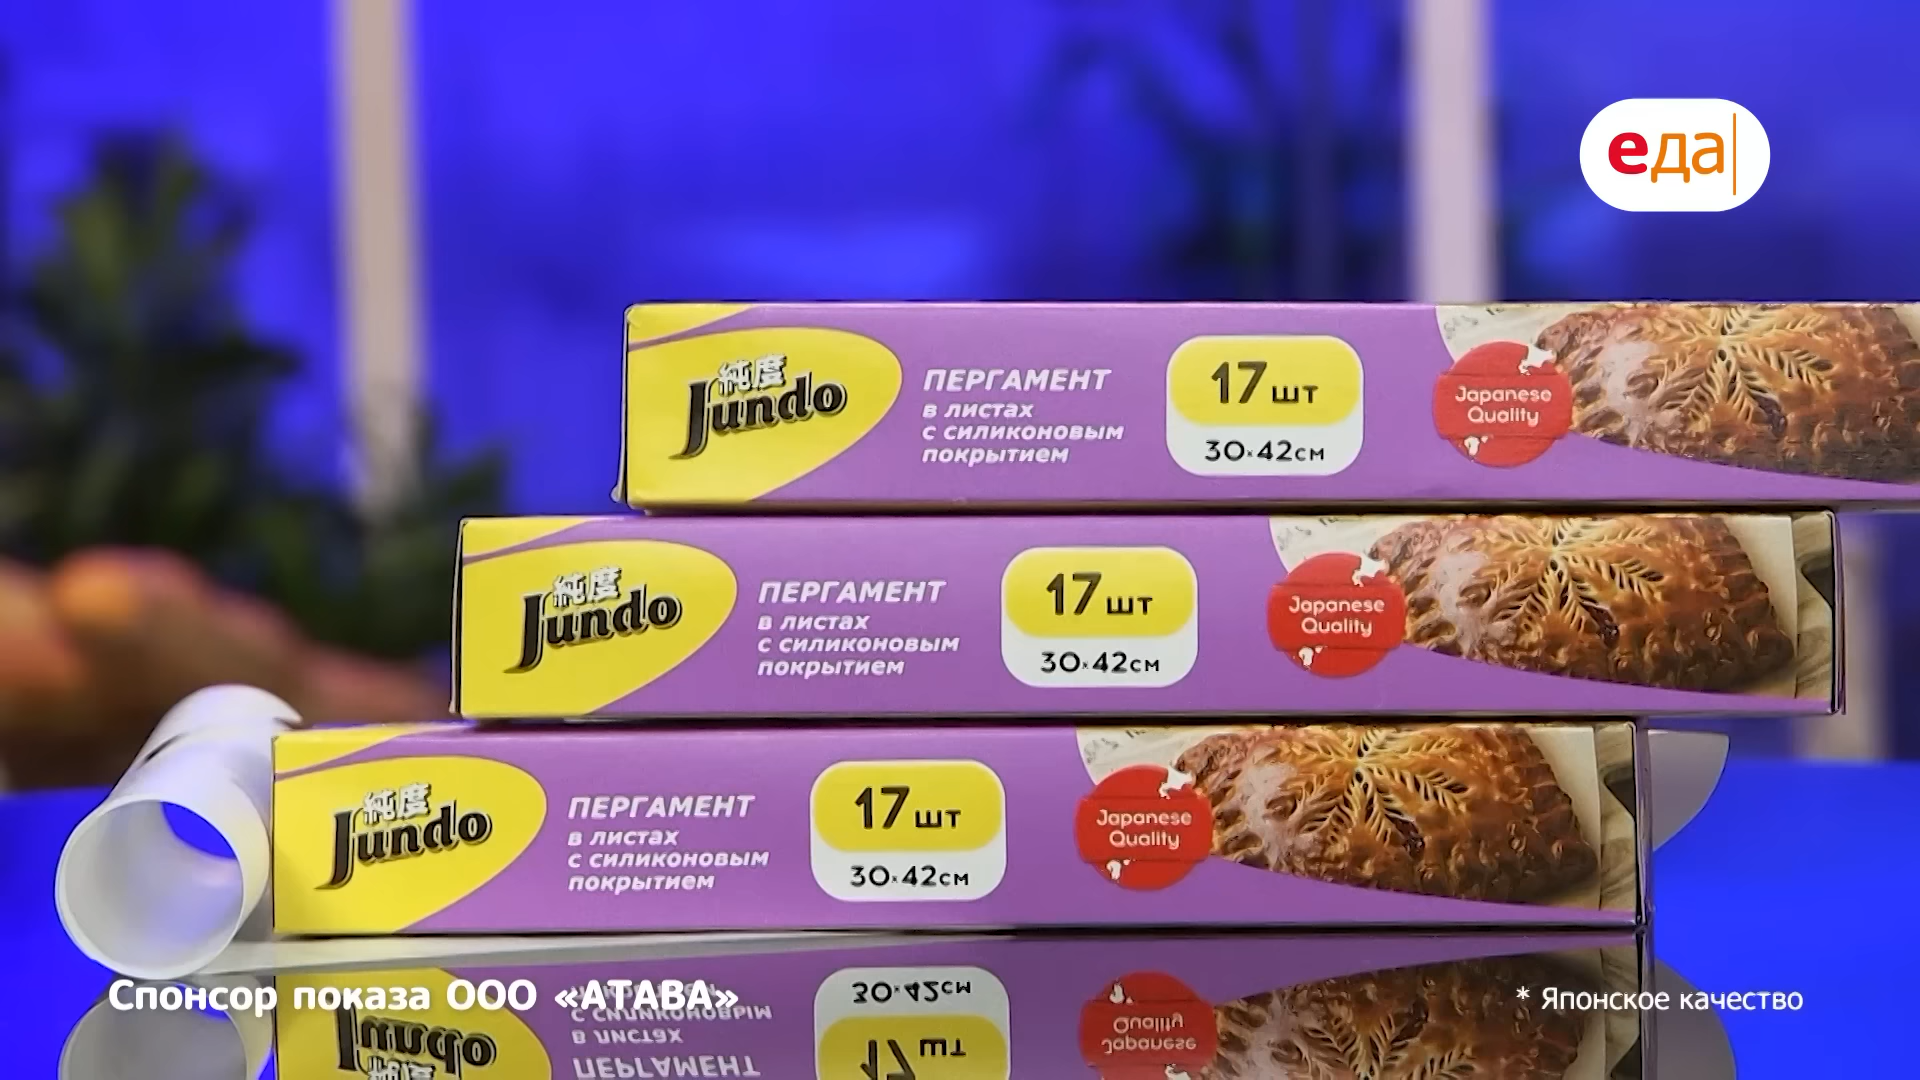 еда
純度
Jundo
ПЕРГАМЕНТ
в листах
с силиконовым
покрытием
17 шт
30×42см
Japanese
Quality
純度
Jundo
ПЕРГАМЕНТ
в листах
с силиконовым
покрытием
17 шт
30×42см
Japanese
Quality
純度
Jundo
ПЕРГАМЕНТ
в листах
с силиконовым
покрытием
17 шт
30×42см
Japanese
Quality
Спонсор показа ООО «АТАВА»
* Японское качество